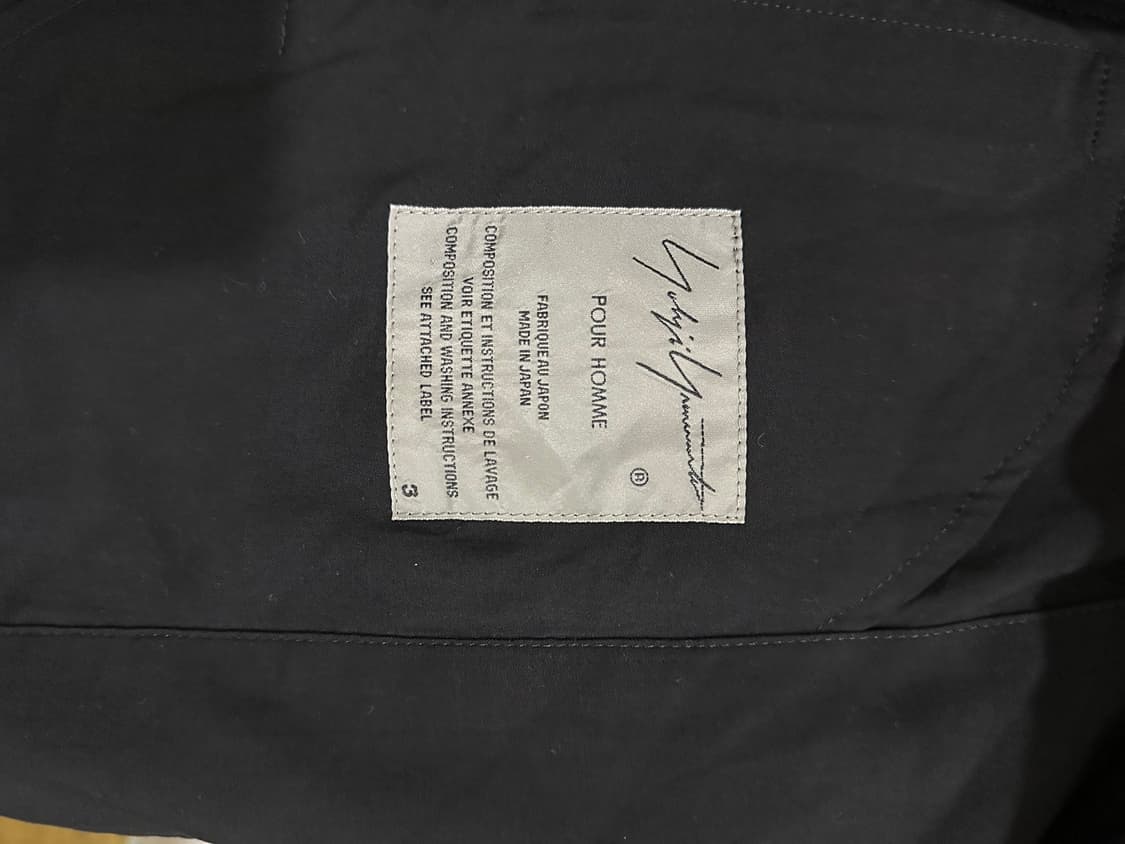 Yohji Yamamoto
®
POUR HOMME
FABRIQUE AU JAPON
MADE IN JAPAN
COMPOSITION ET INSTRUCTIONS DE LAVAGE
VOIR ETIQUETTE ANNEXE
COMPOSITION AND WASHING INSTRUCTIONS
SEE ATTACHED LABEL
3